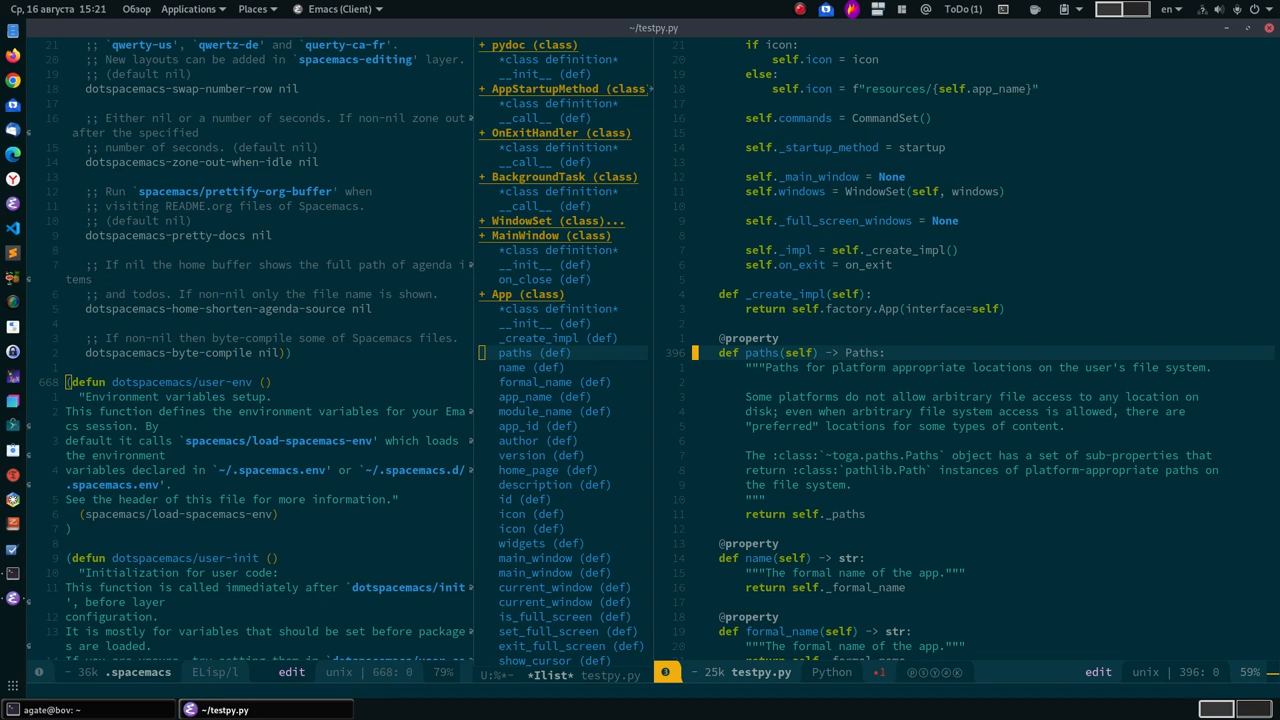 Ср, 16 августа  15:21 Обзор Applications Places Emacs (Client) ToDo(1) en
~/testpy.py
21 ;; `qwerty-us', `qwertz-de' and `querty-ca-fr'.
20 ;; New layouts can be added in `spacemacs-editing` layer.
19 ;; (default nil)
18 dotspacemacs-swap-number-row nil
17
16 ;; Either nil or a number of seconds. If non-nil zone out
after the specified
15 ;; number of seconds. (default nil)
14 dotspacemacs-zone-out-when-idle nil
13
12 ;; Run `spacemacs/prettify-org-buffer' when
11 ;; visiting README.org files of Spacemacs.
10 ;; (default nil)
9 dotspacemacs-pretty-docs nil
8
7 ;; If nil the home buffer shows the full path of agenda i
tems
6 ;; and todos. If non-nil only the file name is shown.
5 dotspacemacs-home-shorten-agenda-source nil
4
3 ;; If non-nil then byte-compile some of Spacemacs files.
2 dotspacemacs-byte-compile nil))
1
668 (defun dotspacemacs/user-env ()
1 "Environment variables setup.
2 This function defines the environment variables for your Ema
cs session. By
3 default it calls `spacemacs/load-spacemacs-env' which loads
the environment
4 variables declared in `~/.spacemacs.env' or `~/.spacemacs.d/
.spacemacs.env'.
5 See the header of this file for more information."
6 (spacemacs/load-spacemacs-env)
7 )
8
9 (defun dotspacemacs/user-init ()
10 "Initialization for user code:
11 This function is called immediately after `dotspacemacs/init
', before layer
12 configuration.
13 It is mostly for variables that should be set before package
s are loaded.
- 36k .spacemacs ELisp/l edit unix | 668: 0 79%
+ pydoc (class)
*class definition*
__init__ (def)
+ AppStartupMethod (class)
*class definition*
__call__ (def)
+ OnExitHandler (class)
*class definition*
__call__ (def)
+ BackgroundTask (class)
*class definition*
__call__ (def)
+ WindowSet (class)...
+ MainWindow (class)
*class definition*
__init__ (def)
on_close (def)
+ App (class)
*class definition*
__init__ (def)
_create_impl (def)
paths (def)
name (def)
formal_name (def)
app_name (def)
module_name (def)
app_id (def)
author (def)
version (def)
home_page (def)
description (def)
id (def)
icon (def)
icon (def)
widgets (def)
main_window (def)
main_window (def)
current_window (def)
current_window (def)
is_full_screen (def)
set_full_screen (def)
exit_full_screen (def)
show_cursor (def)
U:%*- *Ilist* testpy.py
21 if icon:
20 self.icon = icon
19 else:
18 self.icon = f"resources/{self.app_name}"
17
16 self.commands = CommandSet()
15
14 self._startup_method = startup
13
12 self._main_window = None
11 self.windows = WindowSet(self, windows)
10
9 self._full_screen_windows = None
8
7 self._impl = self._create_impl()
6 self.on_exit = on_exit
5
4 def _create_impl(self):
3 return self.factory.App(interface=self)
2
1 @property
396 def paths(self) -> Paths:
1 """Paths for platform appropriate locations on the user's file system.
2
3 Some platforms do not allow arbitrary file access to any location on
4 disk; even when arbitrary file system access is allowed, there are
5 "preferred" locations for some types of content.
6
7 The :class:`~toga.paths.Paths` object has a set of sub-properties that
8 return :class:`pathlib.Path` instances of platform-appropriate paths on
9 the file system.
10 """
11 return self._paths
12
13 @property
14 def name(self) -> str:
15 """The formal name of the app."""
16 return self._formal_name
17
18 @property
19 def formal_name(self) -> str:
20 """The formal name of the app."""
3 - 25k testpy.py Python •1 ⓟⓢⓨⓔⓚ edit unix | 396: 0 59%
agate@bov: ~ ~/testpy.py